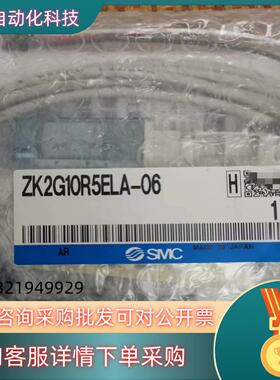 自动化科技
ZK2G10R5ELA-06
H
1
AR
SMC
MADE IN JAPAN
321949929
咨询采购批发可对公开票
客服详情下单采购